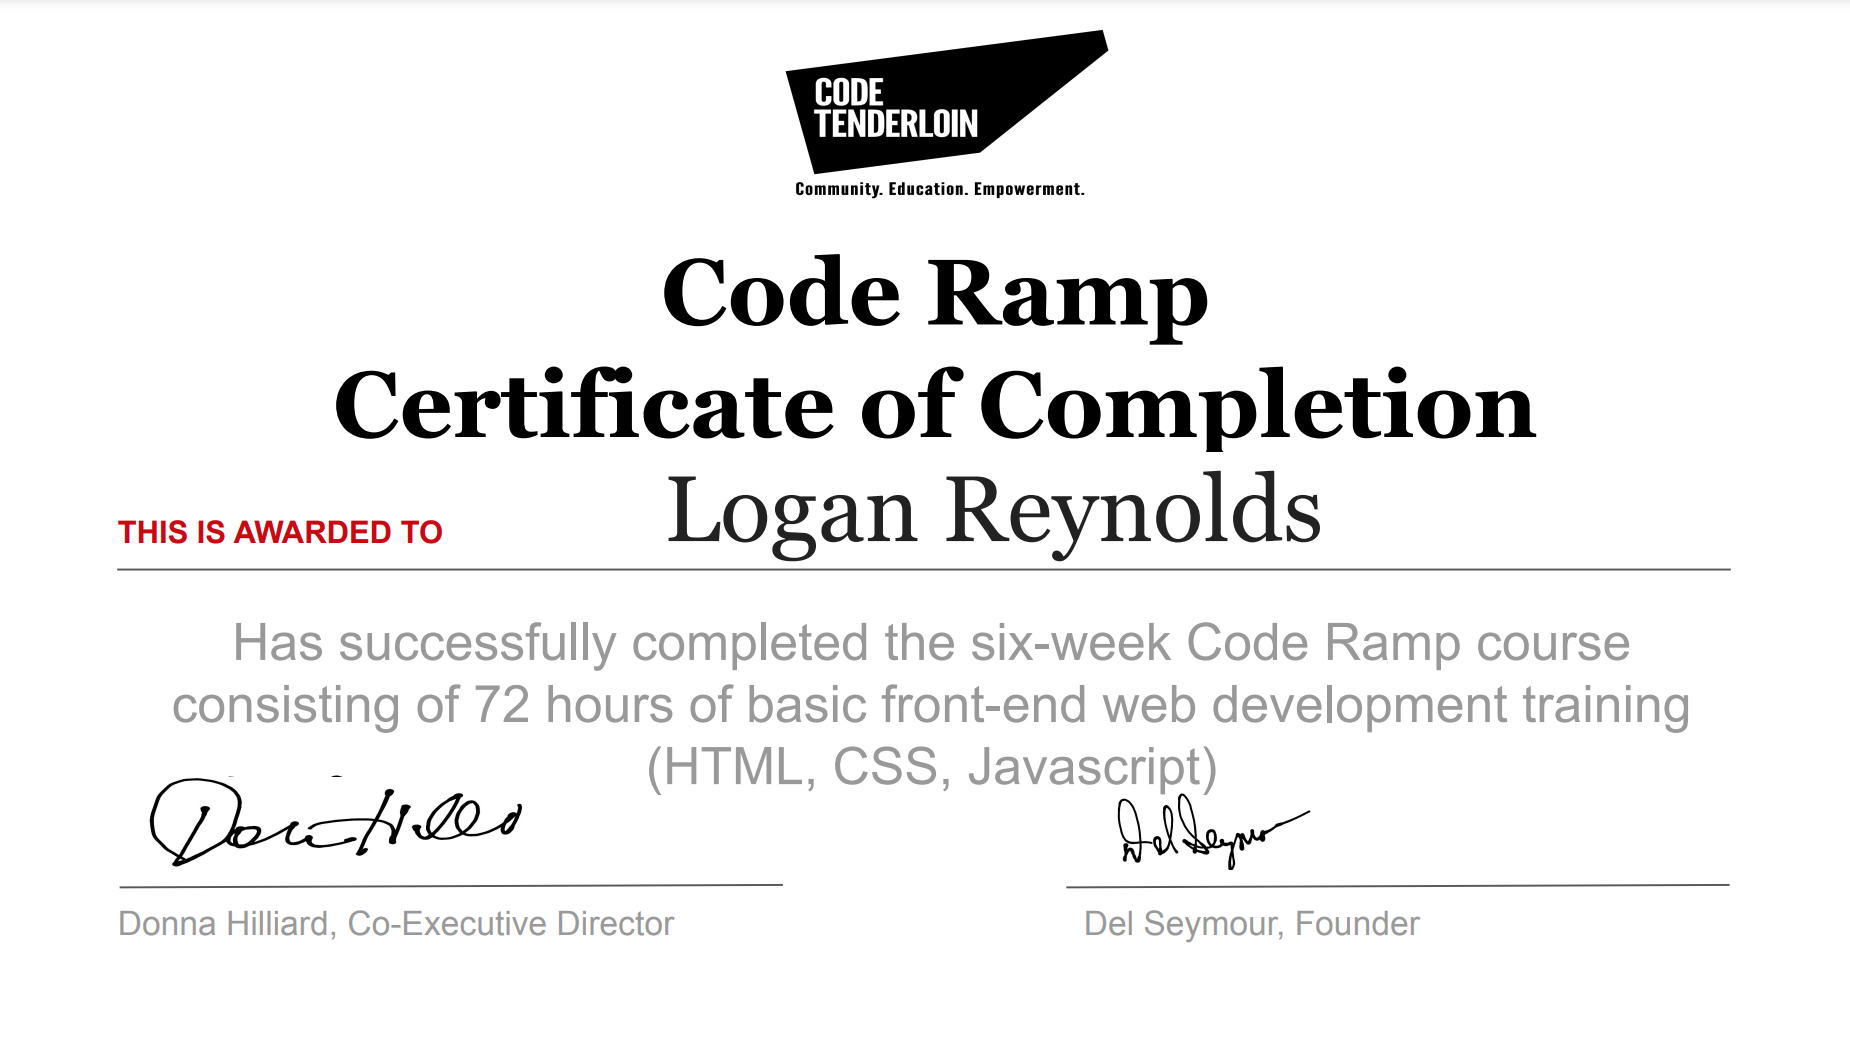 CODE
TENDERLOIN
Community. Education. Empowerment.
Code Ramp
Certificate of Completion
THIS IS AWARDED TO Logan Reynolds
Has successfully completed the six-week Code Ramp course
consisting of 72 hours of basic front-end web development training
(HTML, CSS, Javascript)
Del Seymour
Donna Hilliard, Co-Executive Director
Del Seymour, Founder